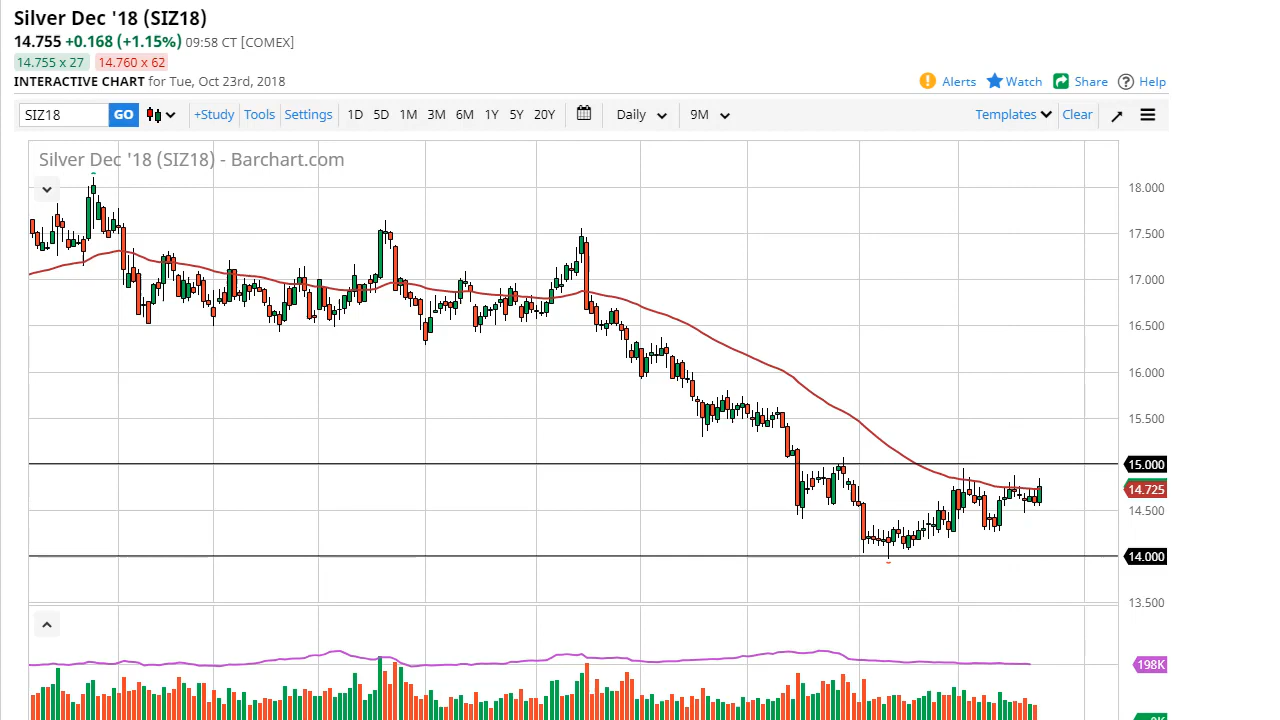 Silver Dec '18 (SIZ18)
14.755 +0.168 (+1.15%) 09:58 CT [COMEX]
14.755 x 27 14.760 x 62
INTERACTIVE CHART for Tue, Oct 23rd, 2018
Alerts Watch Share ? Help
SIZ18 GO +Study Tools Settings 1D 5D 1M 3M 6M 1Y 5Y 20Y Daily 9M Templates Clear
Silver Dec '18 (SIZ18) - Barchart.com
18.000
17.500
17.000
16.500
16.000
15.500
15.000
14.725
14.500
14.000
13.500
198K